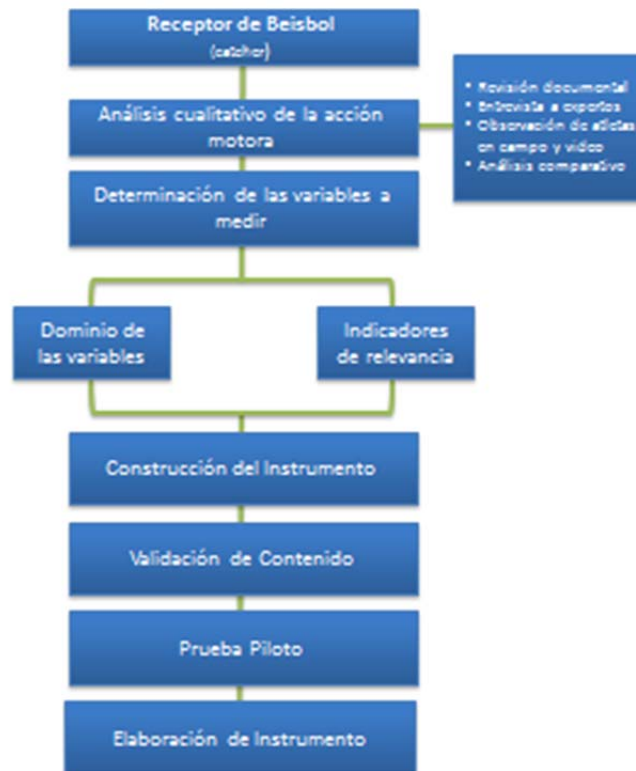 Receptor de Beisbol
(catcher)
Análisis cualitativo de la acción
motora
• Revisión documental
• Entrevista a expertos
• Observación de atletas
en campo y video
• Análisis comparativo
Determinación de las variables a
medir
Dominio de
las variables
Indicadores
de relevancia
Construcción del Instrumento
Validación de Contenido
Prueba Piloto
Elaboración de Instrumento